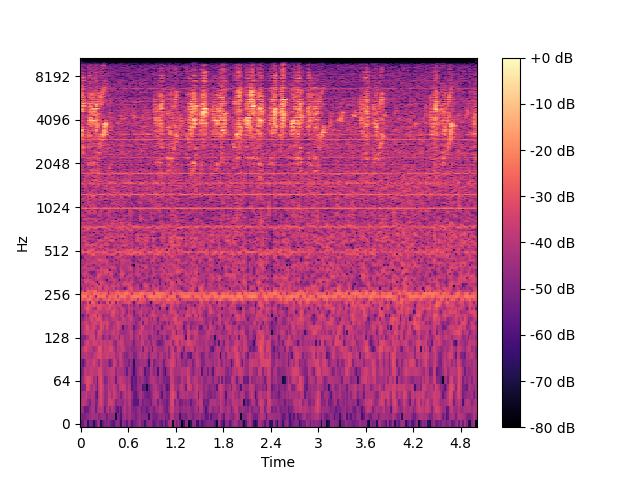 +0 dB
8192
-10 dB
4096
-20 dB
2048
-30 dB
1024
-40 dB
Hz
512
-50 dB
256
-60 dB
128
64
-70 dB
0
-80 dB
0 0.6 1.2 1.8 2.4 3 3.6 4.2 4.8
Time